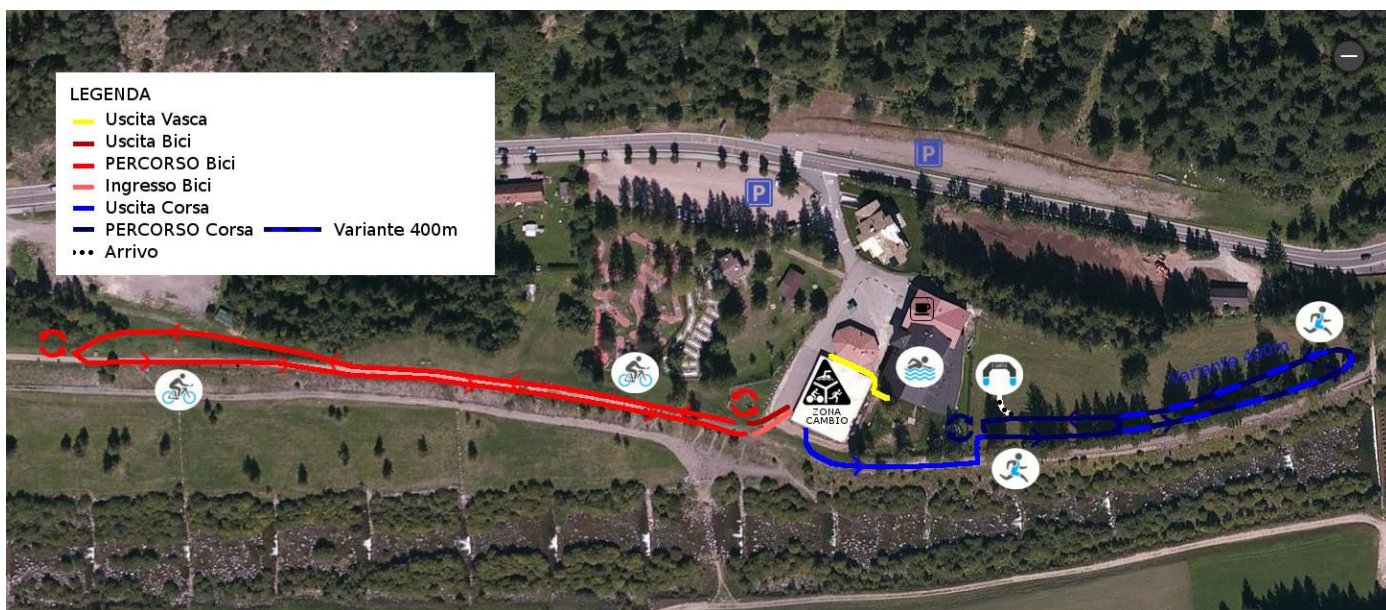 LEGENDA
Uscita Vasca
Uscita Bici
PERCORSO Bici
Ingresso Bici
Uscita Corsa
PERCORSO Corsa Variante 400m
Arrivo
P
P
Variante 400m
ZONA
CAMBIO